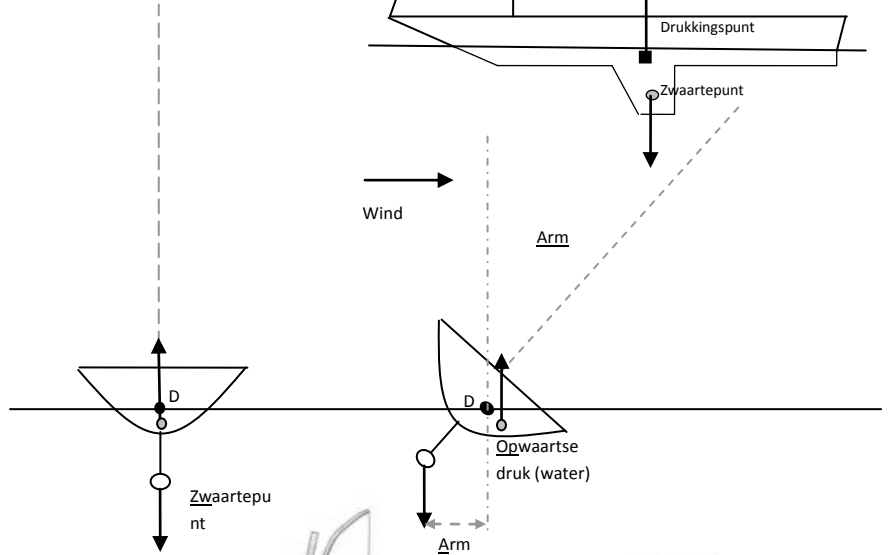 Drukkingspunt
Zwaartepunt
Wind
Arm
D
D
Opwaartse
druk (water)
Zwaartepu
nt
Arm